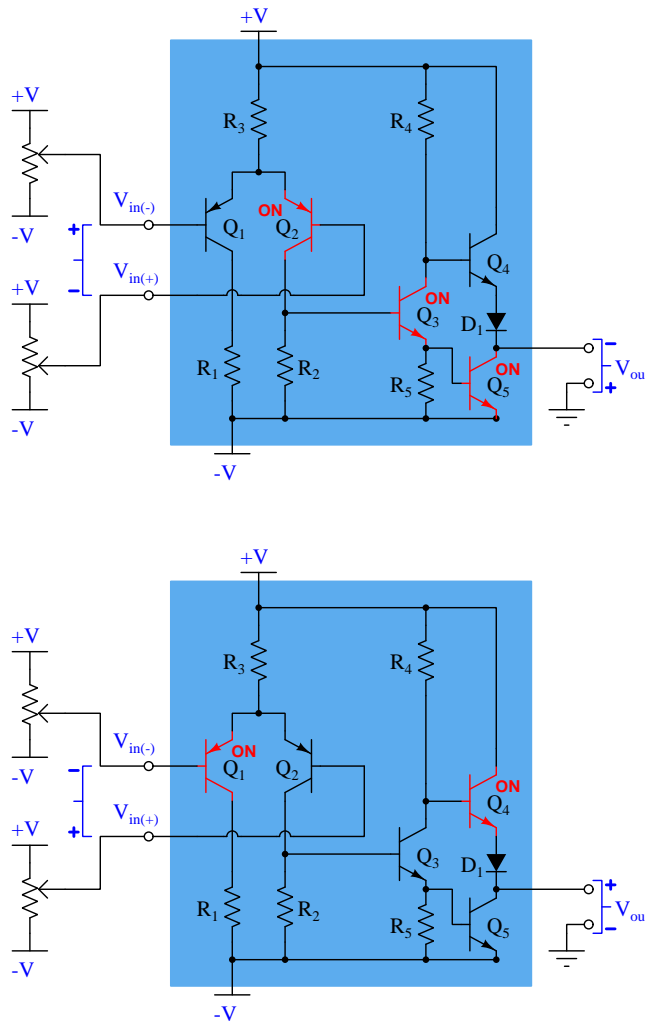 +V
+V
R3
R4
Vin(-)
ON
Q1
Q2
-V
+
-
Q4
Vin(+)
+V
ON
Q3
D1
-
R1
R2
R5
ON
Q5
Vou
+
-V
-V
+V
+V
R3
R4
Vin(-)
ON
Q1
Q2
ON
-V
-
+
Q4
Vin(+)
+V
Q3
D1
+
R1
R2
R5
Q5
Vou
-
-V
-V